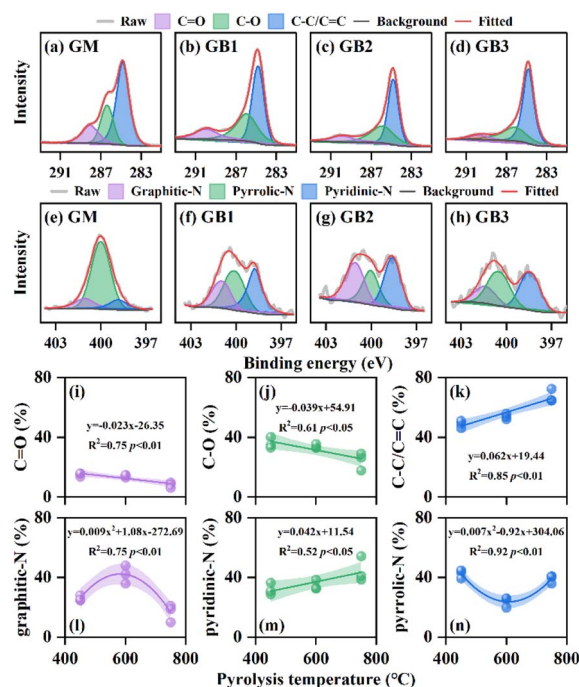 Raw C=O C-O C-C/C=C Background Fitted
(a) GM (b) GB1 (c) GB2 (d) GB3
Intensity
291 287 283 291 287 283 291 287 283 291 287 283
Raw Graphitic-N Pyrrolic-N Pyridinic-N Background Fitted
(e) GM (f) GB1 (g) GB2 (h) GB3
Intensity
403 400 397 403 400 397 403 400 397 403 400 397
Binding energy (eV)
80 (i) 80 (j) 80 (k)
y=-0.023x+26.35
R²=0.75 p<0.01
y=-0.039x+54.91
R²=0.61 p<0.05
y=0.062x+19.44
R²=0.85 p<0.01
C=O (%)
C-O (%)
C-C/C=C (%)
40 40 40
0 0 0
80 80 80
y=0.009x²+1.08x-272.69
R²=0.75 p<0.01
y=0.042x+11.54
R²=0.52 p<0.05
y=0.007x²-0.92x+304.06
R²=0.92 p<0.01
graphitic-N (%)
pyridinic-N (%)
pyrrolic-N (%)
40 40 40
(l) (m) (n)
0 0 0
400 600 800 400 600 800 400 600 800
Pyrolysis temperature (°C)